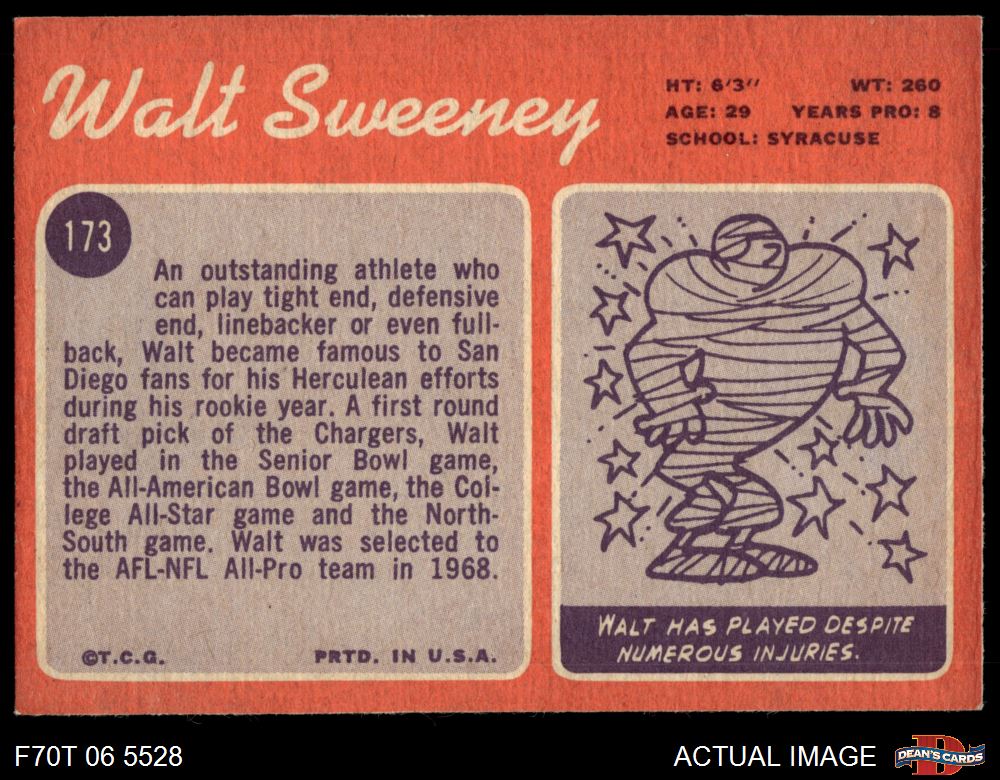 Walt Sweeney
HT: 6'3" WT: 260
AGE: 29 YEARS PRO: 8
SCHOOL: SYRACUSE
173
An outstanding athlete who
can play tight end, defensive
end, linebacker or even full-
back, Walt became famous to San
Diego fans for his Herculean efforts
during his rookie year. A first round
draft pick of the Chargers, Walt
played in the Senior Bowl game,
the All-American Bowl game, the Col-
lege All-Star game and the North-
South game. Walt was selected to
the AFL-NFL All-Pro team in 1968.
©T.C.G. PRTD. IN U.S.A.
WALT HAS PLAYED DESPITE
NUMEROUS INJURIES.
F70T 06 5528
ACTUAL IMAGE
D
DEAN'S CARDS